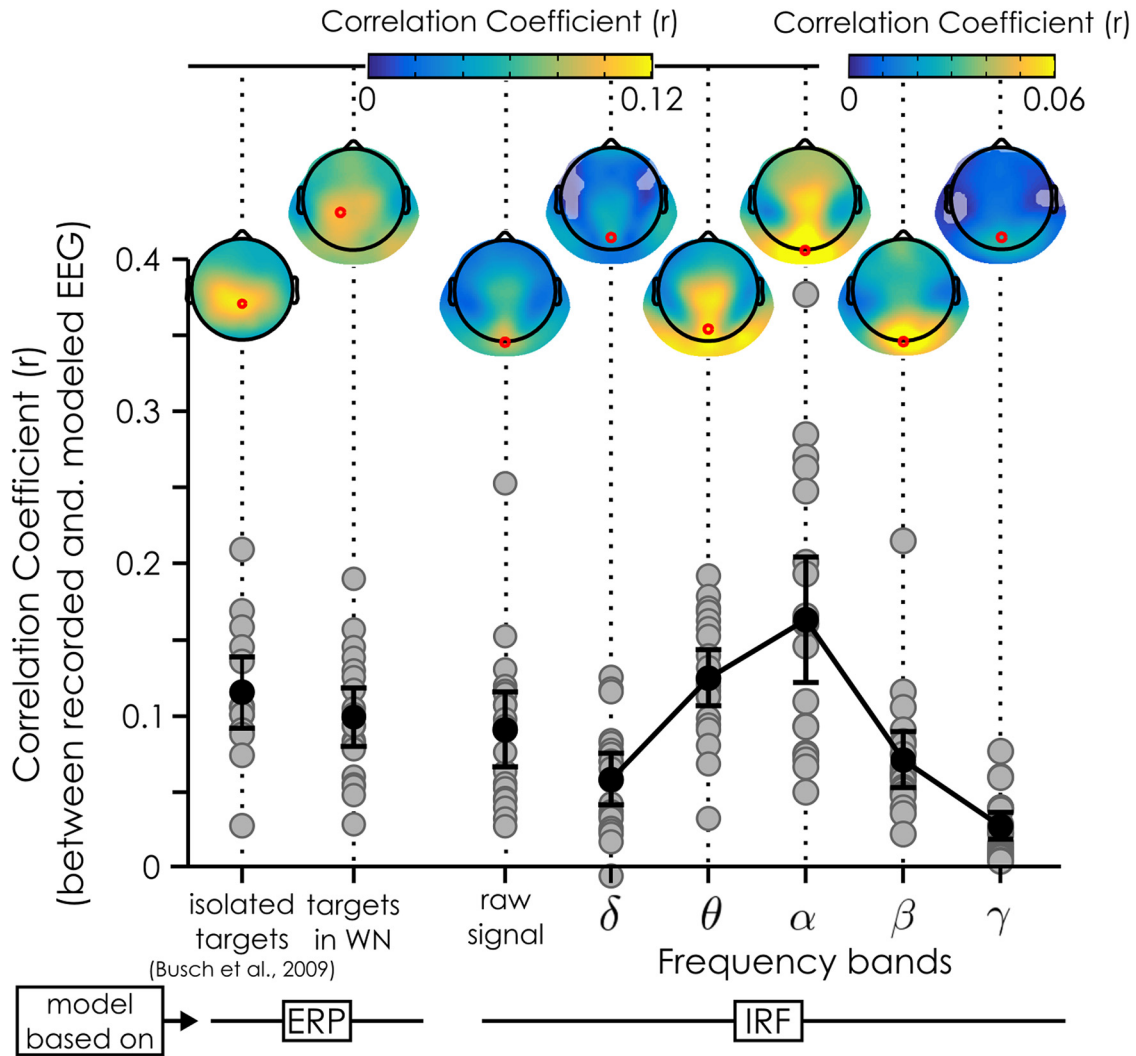 Correlation Coefficient (r)
Correlation Coefficient (r)
0
0.12
0
0.06
Correlation Coefficient (r)
(between recorded and. modeled EEG)
0.4
0.3
0.2
0.1
0
isolated
targets
(Busch et al., 2009)
targets
in WN
raw
signal
δ
θ
α
β
γ
Frequency bands
model
based on
ERP
IRF